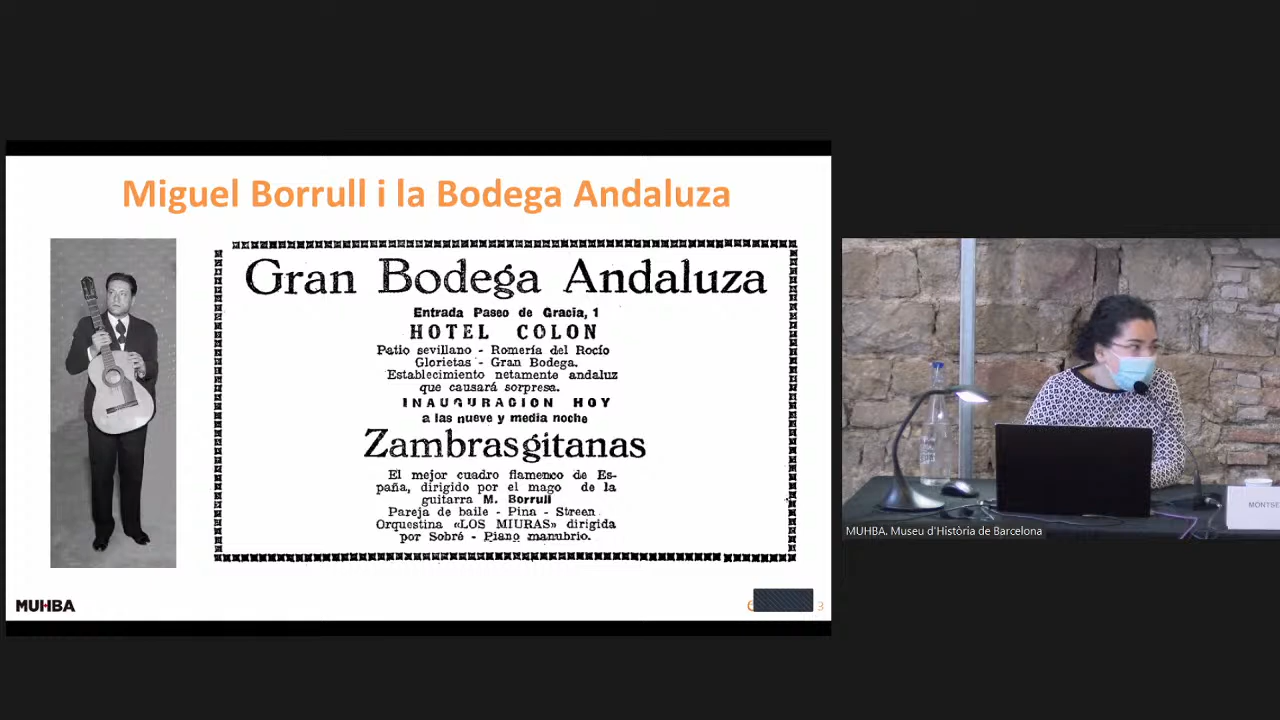 Miguel Borrull i la Bodega Andaluza
Gran Bodega Andaluza
Entrada Paseo de Gracia, 1
HOTEL COLON
Patio sevillano - Romería del Rocío
Glorietas - Gran Bodega.
Establecimiento netamente andaluz
que causará sorpresa.
INAUGURACION HOY
a las nueve y media noche
Zambrasgitanas
El mejor cuadro flamenco de Es-
paña, dirigido por el mago de la
guitarra M. Borrull
Pareja de baile - Pina - Streen
Orquestina «LOS MIURAS» dirigida
por Sobré - Piano manubrio.
MUHBA
3
MUHBA. Museu d'Història de Barcelona